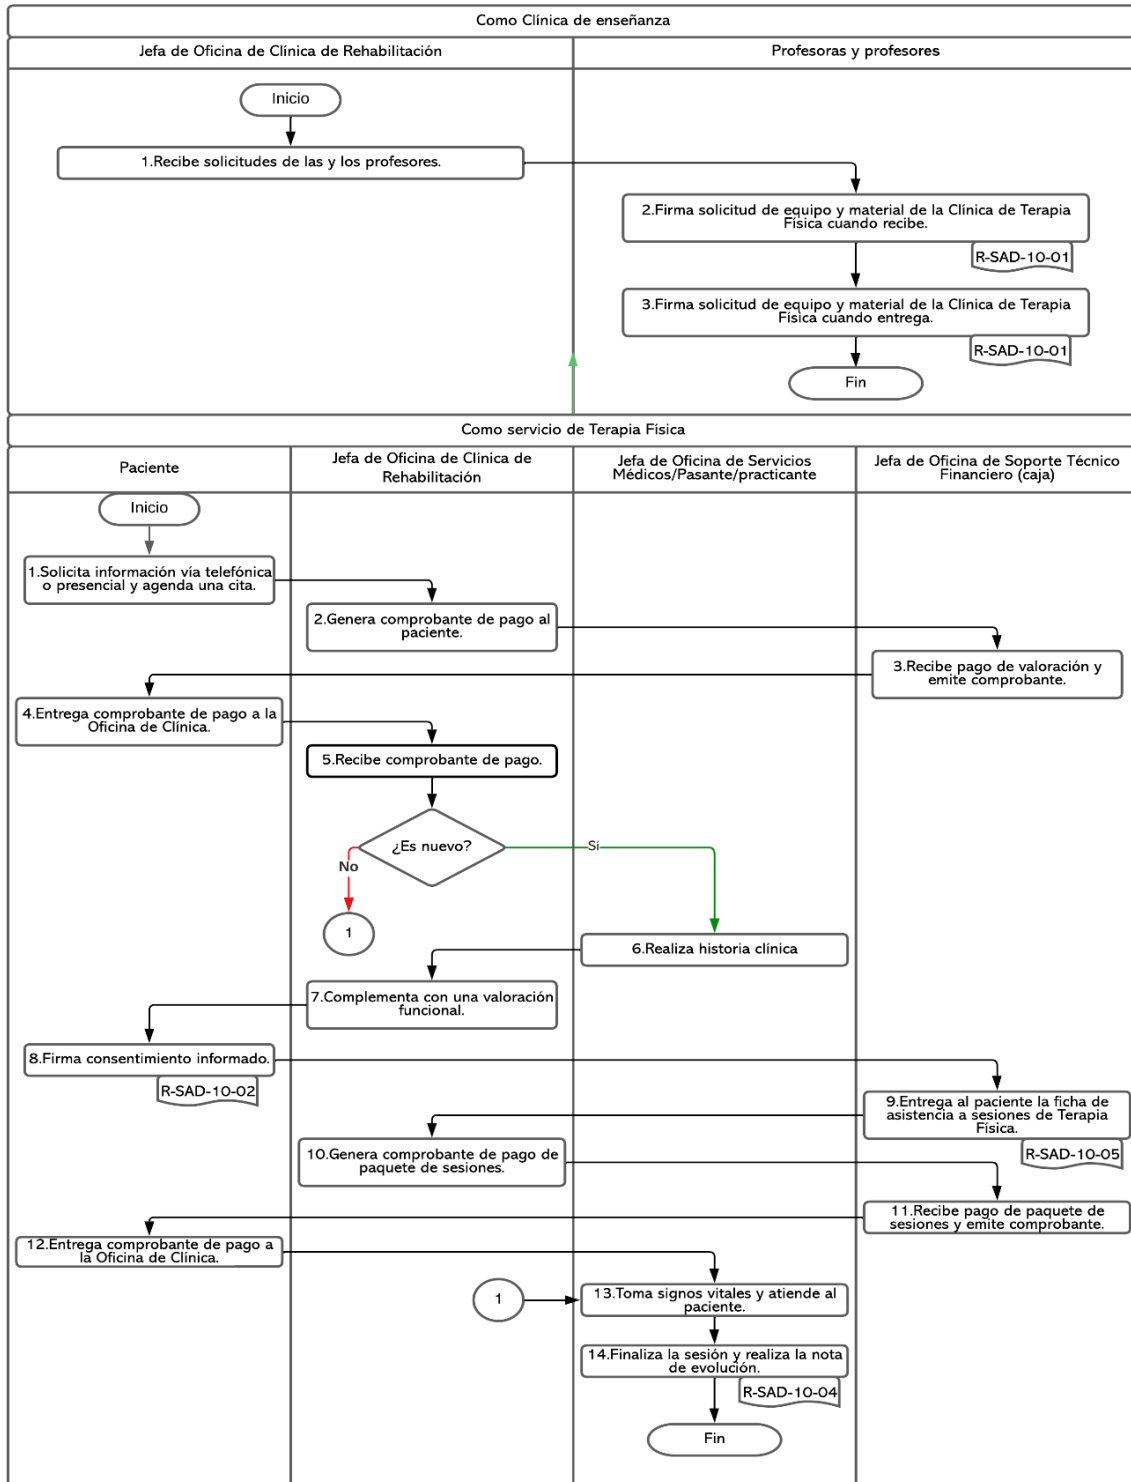 Como Clínica de enseñanza
Jefa de Oficina de Clínica de Rehabilitación
Profesoras y profesores
Inicio
1.Recibe solicitudes de las y los profesores.
2.Firma solicitud de equipo y material de la Clínica de Terapia
Física cuando recibe.
R-SAD-10-01
3.Firma solicitud de equipo y material de la Clínica de Terapia
Física cuando entrega.
R-SAD-10-01
Fin
Como servicio de Terapia Física
Paciente
Jefa de Oficina de Clínica de
Rehabilitación
Jefa de Oficina de Servicios
Médicos/Pasante/practicante
Jefa de Oficina de Soporte Técnico
Financiero (caja)
Inicio
1.Solicita información vía telefónica
o presencial y agenda una cita.
2.Genera comprobante de pago al
paciente.
3.Recibe pago de valoración y
emite comprobante.
4.Entrega comprobante de pago a la
Oficina de Clínica.
5.Recibe comprobante de pago.
¿Es nuevo?
Sí
No
1
6.Realiza historia clínica
7.Complementa con una valoración
funcional.
8.Firma consentimiento informado.
R-SAD-10-02
9.Entrega al paciente la ficha de
asistencia a sesiones de Terapia
Física.
R-SAD-10-05
10.Genera comprobante de pago de
paquete de sesiones.
11.Recibe pago de paquete de
sesiones y emite comprobante.
12.Entrega comprobante de pago a
la Oficina de Clínica.
1
13.Toma signos vitales y atiende al
paciente.
14.Finaliza la sesión y realiza la nota
de evolución.
R-SAD-10-04
Fin